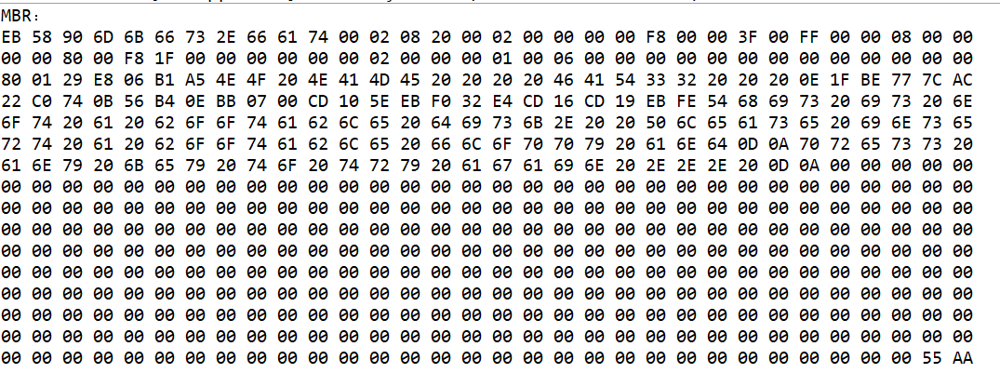 MBR:
EB 58 90 6D 6B 66 73 2E 66 61 74 00 02 08 20 00 02 00 00 00 00 F8 00 00 3F 00 FF 00 00 08 00 00
00 00 80 00 F8 1F 00 00 00 00 00 00 02 00 00 00 01 00 06 00 00 00 00 00 00 00 00 00 00 00 00 00
80 01 29 E8 06 B1 A5 4E 4F 20 4E 41 4D 45 20 20 20 20 46 41 54 33 32 20 20 20 0E 1F BE 77 7C AC
22 C0 74 0B 56 B4 0E BB 07 00 CD 10 5E EB F0 32 E4 CD 16 CD 19 EB FE 54 68 69 73 20 69 73 20 6E
6F 74 20 61 20 62 6F 6F 74 61 62 6C 65 20 64 69 73 6B 2E 20 20 50 6C 65 61 73 65 20 69 6E 73 65
72 74 20 61 20 62 6F 6F 74 61 62 6C 65 20 66 6C 6F 70 70 79 20 61 6E 64 0D 0A 70 72 65 73 73 20
61 6E 79 20 6B 65 79 20 74 6F 20 74 72 79 20 61 67 61 69 6E 20 2E 2E 2E 20 0D 0A 00 00 00 00 00
00 00 00 00 00 00 00 00 00 00 00 00 00 00 00 00 00 00 00 00 00 00 00 00 00 00 00 00 00 00 00 00
00 00 00 00 00 00 00 00 00 00 00 00 00 00 00 00 00 00 00 00 00 00 00 00 00 00 00 00 00 00 00 00
00 00 00 00 00 00 00 00 00 00 00 00 00 00 00 00 00 00 00 00 00 00 00 00 00 00 00 00 00 00 00 00
00 00 00 00 00 00 00 00 00 00 00 00 00 00 00 00 00 00 00 00 00 00 00 00 00 00 00 00 00 00 00 00
00 00 00 00 00 00 00 00 00 00 00 00 00 00 00 00 00 00 00 00 00 00 00 00 00 00 00 00 00 00 00 00
00 00 00 00 00 00 00 00 00 00 00 00 00 00 00 00 00 00 00 00 00 00 00 00 00 00 00 00 00 00 00 00
00 00 00 00 00 00 00 00 00 00 00 00 00 00 00 00 00 00 00 00 00 00 00 00 00 00 00 00 00 00 00 00
00 00 00 00 00 00 00 00 00 00 00 00 00 00 00 00 00 00 00 00 00 00 00 00 00 00 00 00 00 00 00 00
00 00 00 00 00 00 00 00 00 00 00 00 00 00 00 00 00 00 00 00 00 00 00 00 00 00 00 00 00 00 55 AA